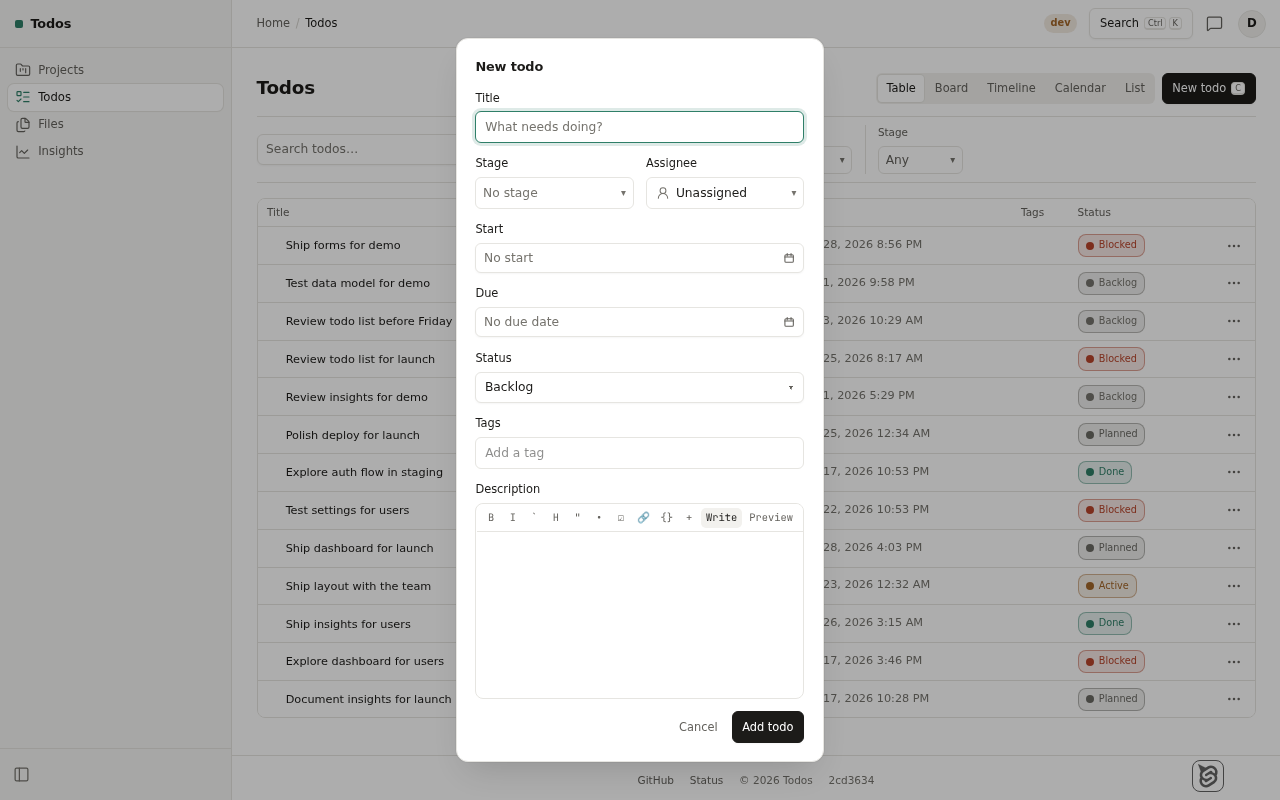 Todos
Home / Todos
dev
Search Ctrl K
D
Projects
Todos
Files
Insights
Todos
Table Board Timeline Calendar List
New todo C
Search todos...
Stage
Any
Title Tags Status
Ship forms for demo 28, 2026 8:56 PM Blocked
Test data model for demo 1, 2026 9:58 PM Backlog
Review todo list before Friday 3, 2026 10:29 AM Backlog
Review todo list for launch 25, 2026 8:17 AM Blocked
Review insights for demo 1, 2026 5:29 PM Backlog
Polish deploy for launch 25, 2026 12:34 AM Planned
Explore auth flow in staging 17, 2026 10:53 PM Done
Test settings for users 22, 2026 10:53 PM Blocked
Ship dashboard for launch 28, 2026 4:03 PM Planned
Ship layout with the team 23, 2026 12:32 AM Active
Ship insights for users 26, 2026 3:15 AM Done
Explore dashboard for users 17, 2026 3:46 PM Blocked
Document insights for launch 17, 2026 10:28 PM Planned
New todo
Title
What needs doing?
Stage Assignee
No stage Unassigned
Start
No start
Due
No due date
Status
Backlog
Tags
Add a tag
Description
B I ` H " • ☑ 🔗 {} + Write Preview
Cancel Add todo
GitHub Status © 2026 Todos 2cd3634